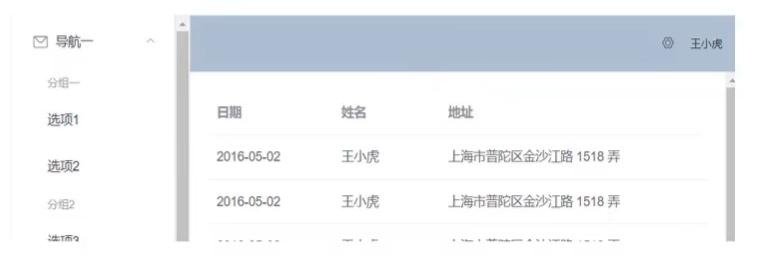 导航一
分组一
选项1
选项2
分组2
选项3
王小虎
日期 姓名 地址
2016-05-02 王小虎 上海市普陀区金沙江路 1518 弄
2016-05-02 王小虎 上海市普陀区金沙江路 1518 弄